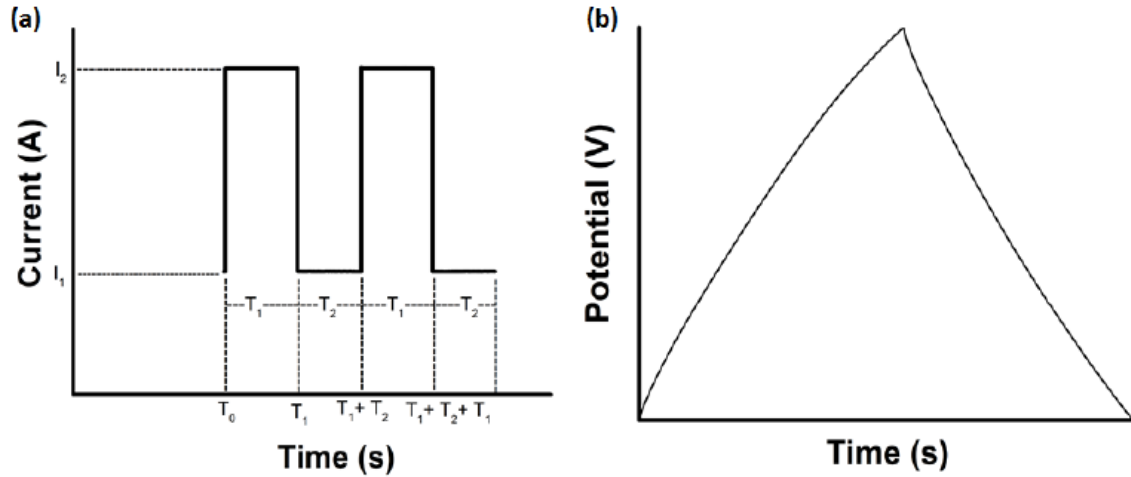 (a)
I₂
Current (A)
I₁
T₁ T₂ T₁ T₂
T₀ T₁ T₁+ T₂ T₁+ T₂+ T₁
Time (s)
(b)
Potential (V)
Time (s)